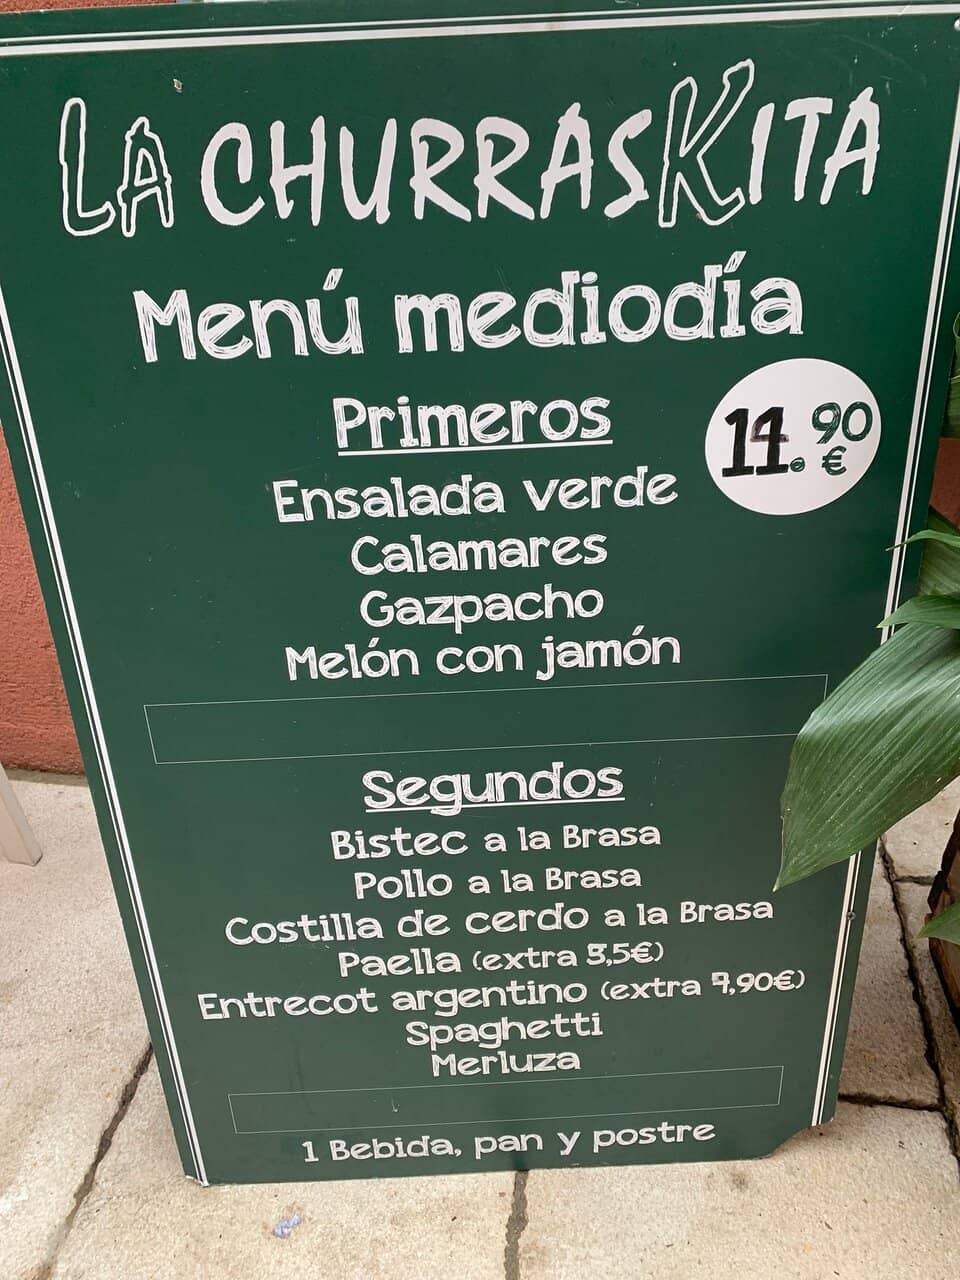 LA CHURRASKITA
Menú mediodía
Primeros
14.90
€
Ensalada verde
Calamares
Gazpacho
Melón con jamón
Segundos
Bistec a la Brasa
Pollo a la Brasa
Costilla de cerdo a la Brasa
Paella (extra 3,5€)
Entrecot argentino (extra ,90€)
Spaghetti
Merluza
1 Bebida, pan y postre